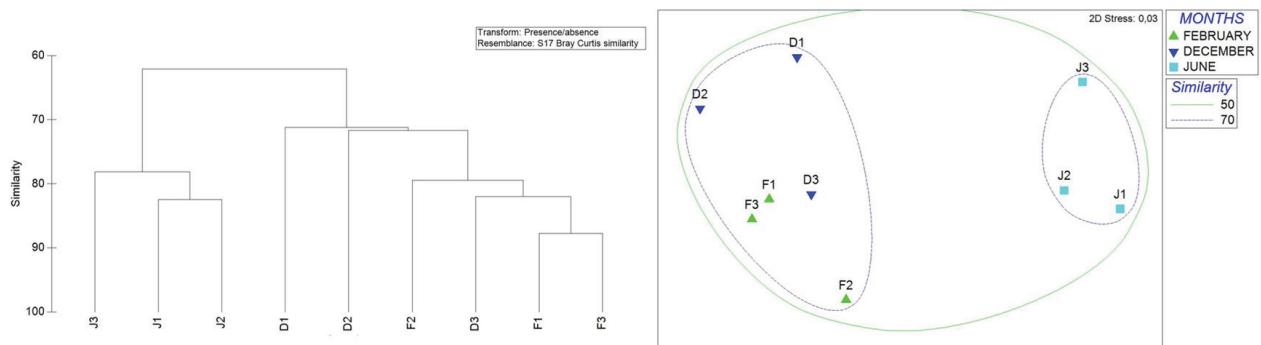 Transform: Presence/absence
Resemblance: S17 Bray Curtis similarity
60
70
80
90
100
Similarity
J3 J1 J2 D1 D2 F2 D3 F1 F3
2D Stress: 0,03
D1
J3
D2
J2
F1 D3
J1
F3
F2
MONTHS
FEBRUARY
DECEMBER
JUNE
Similarity
50
70